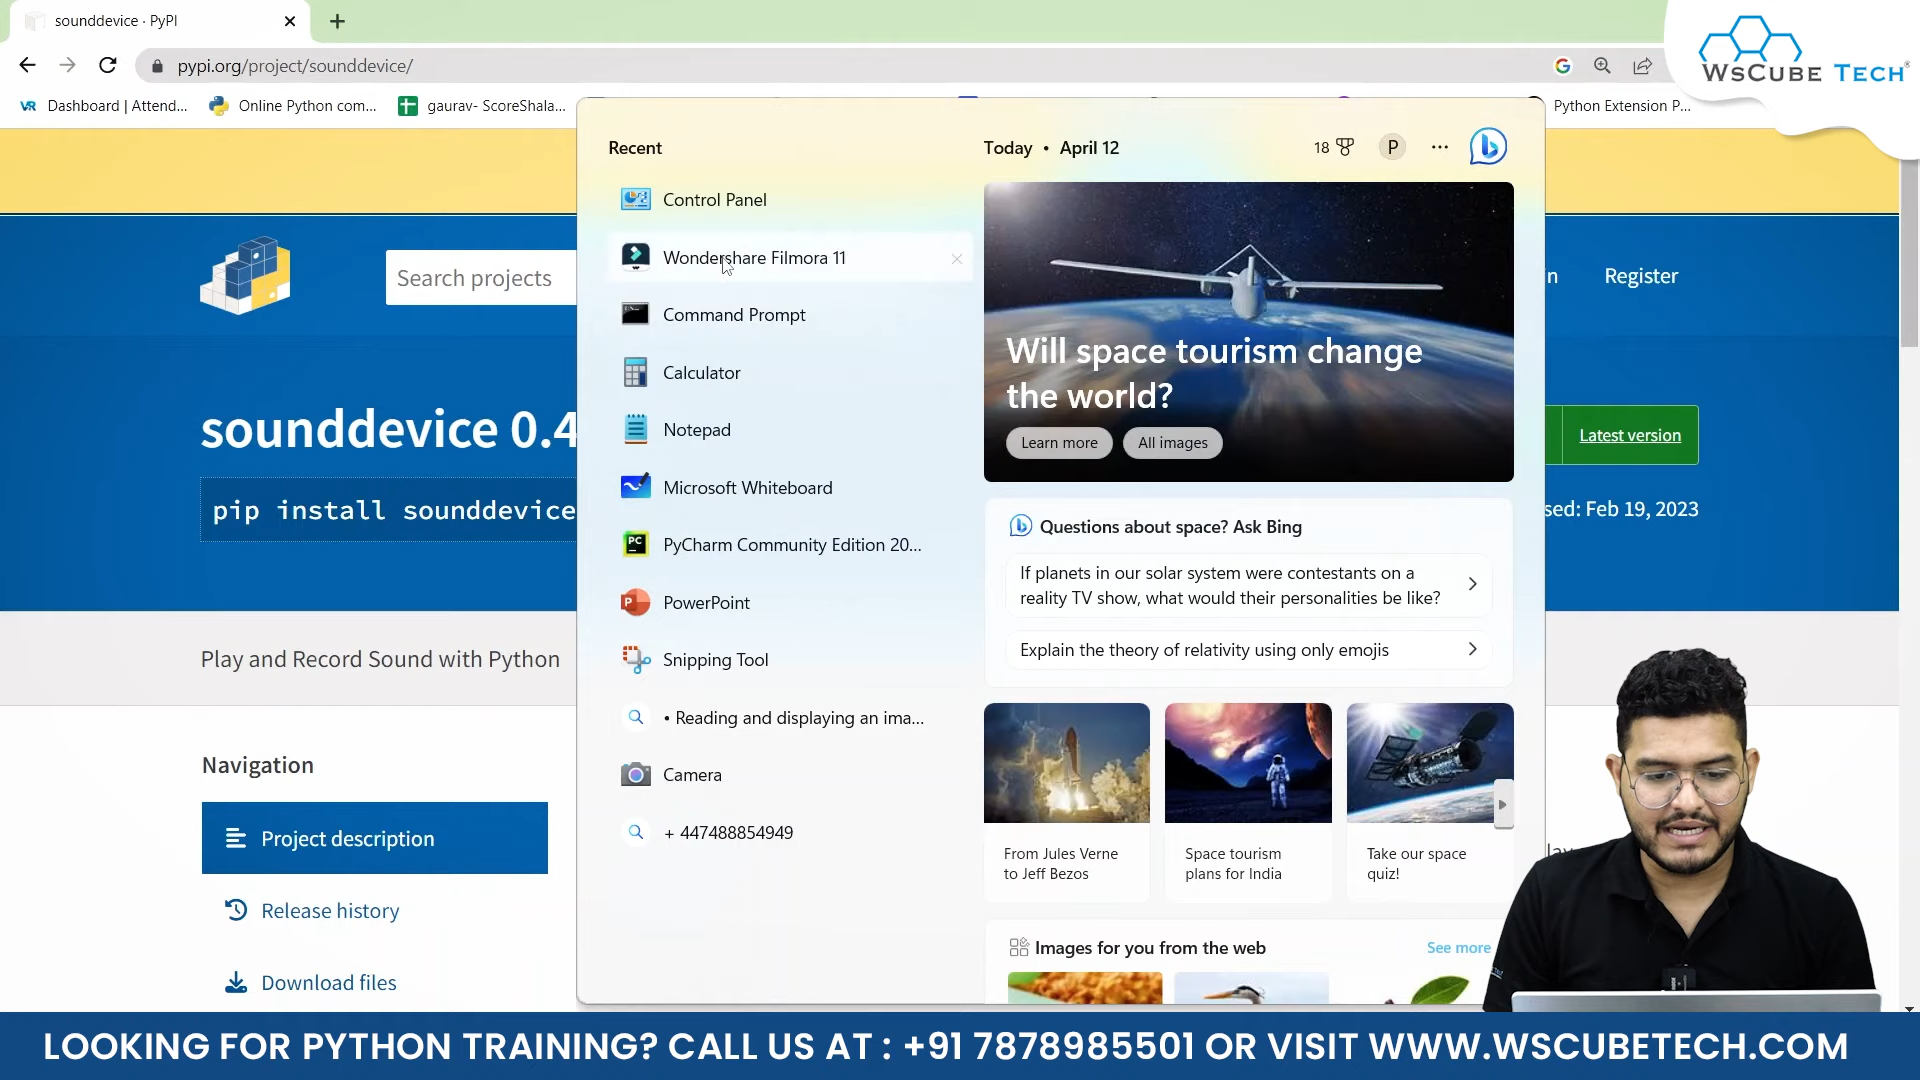 sounddevice · PyPI
WSCUBE TECH
pypi.org/project/sounddevice/
Dashboard | Attend...
Online Python com...
gaurav- ScoreShala...
Python Extension P...
Search projects
Register
sounddevice 0.4
pip install sounddevice
Latest version
sed: Feb 19, 2023
Play and Record Sound with Python
Navigation
Project description
Release history
Download files
Recent
Control Panel
Wondershare Filmora 11
Command Prompt
Calculator
Notepad
Microsoft Whiteboard
PyCharm Community Edition 20...
PowerPoint
Snipping Tool
• Reading and displaying an ima...
Camera
+ 447488854949
Today • April 12
18
P
Will space tourism change
the world?
Learn more
All images
Questions about space? Ask Bing
If planets in our solar system were contestants on a
reality TV show, what would their personalities be like?
Explain the theory of relativity using only emojis
From Jules Verne
to Jeff Bezos
Space tourism
plans for India
Take our space
quiz!
Images for you from the web
See more
LOOKING FOR PYTHON TRAINING? CALL US AT : +91 7878985501 OR VISIT WWW.WSCUBETECH.COM